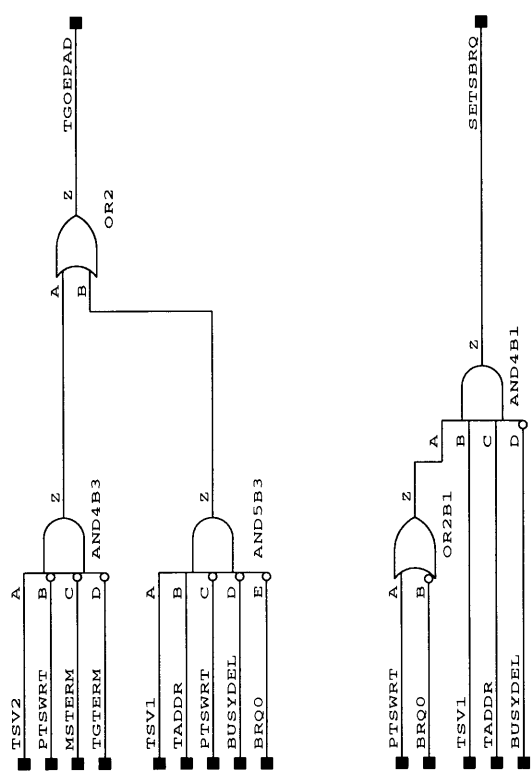 TGOEPAD
Z
OR2
A
B
Z
AND4B3
A
B
C
D
TSV2
PTSWRT
MSTERM
TGTERM
Z
AND5B3
A
B
C
D
E
TSV1
TADDR
PTSWRT
BUSYDEL
BRQO
SETSBRQ
Z
AND4B1
A
B
C
D
Z
OR2B1
A
B
PTSWRT
BRQO
TSV1
TADDR
BUSYDEL